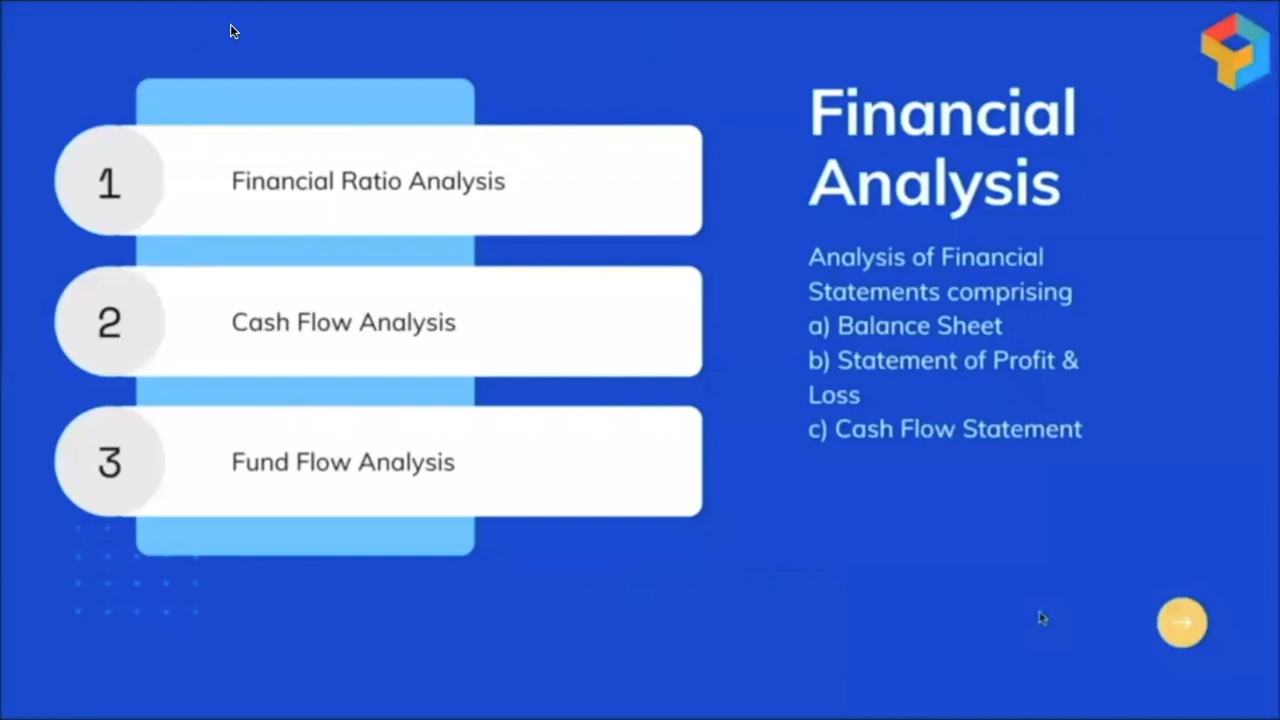 Financial
Analysis
Analysis of Financial
Statements comprising
a) Balance Sheet
b) Statement of Profit &
Loss
c) Cash Flow Statement
1
Financial Ratio Analysis
2
Cash Flow Analysis
3
Fund Flow Analysis